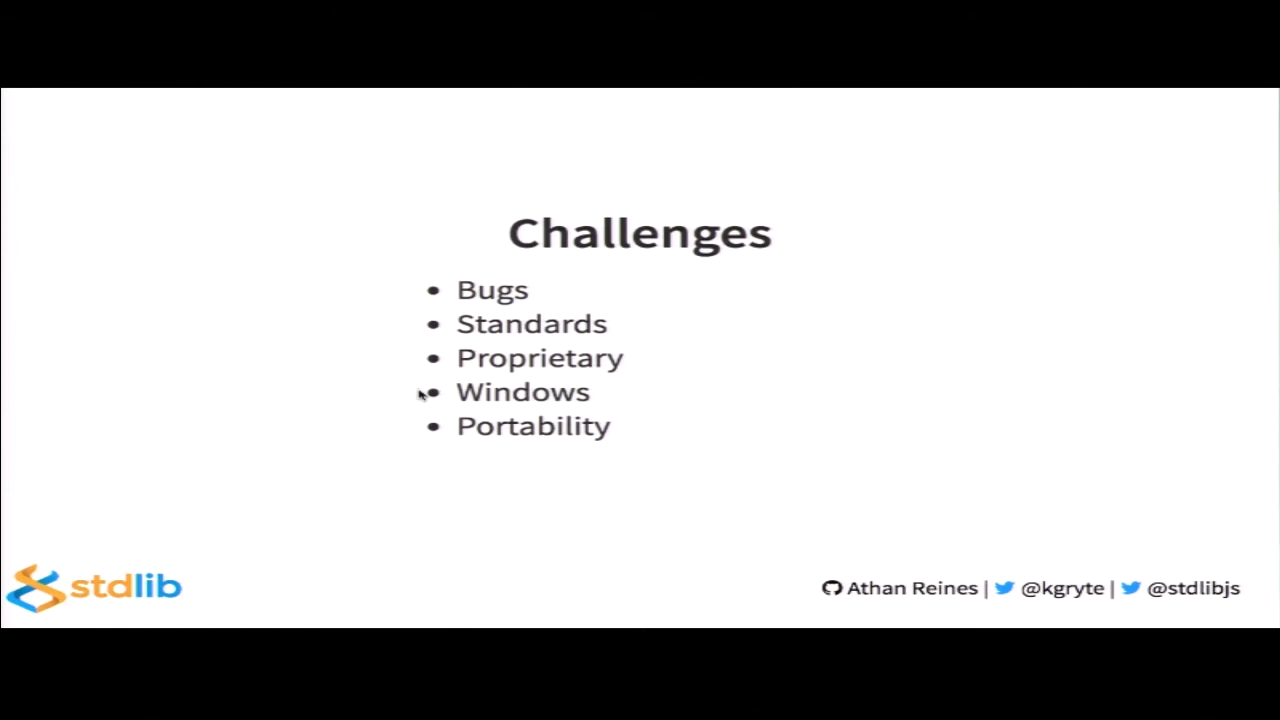 Challenges
• Bugs
• Standards
• Proprietary
• Windows
• Portability
stdlib
Athan Reines | @kgryte | @stdlibjs